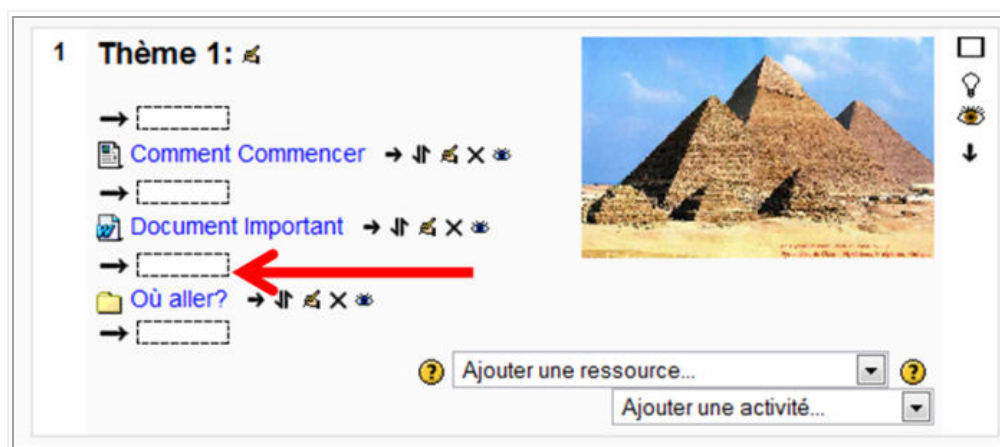 1 Thème 1:
Comment Commencer
Document Important
Où aller?
Ajouter une ressource...
Ajouter une activité...